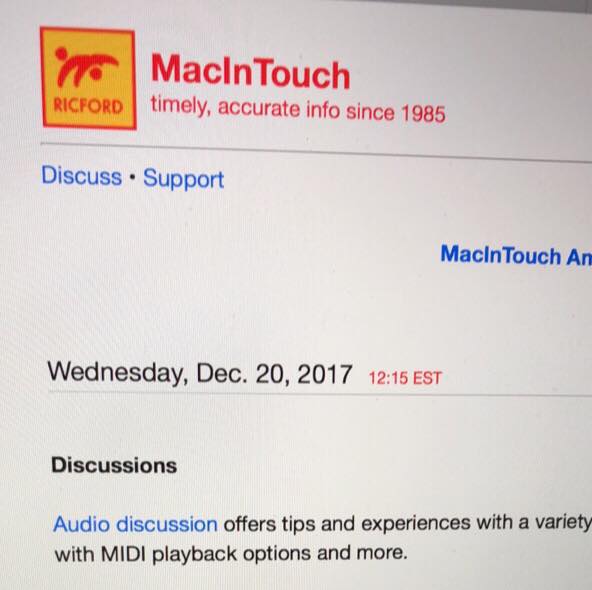 RICFORD
MacInTouch
timely, accurate info since 1985
Discuss • Support
MacInTouch
Wednesday, Dec. 20, 2017 12:15 EST
Discussions
Audio discussion offers tips and experiences with a variety
with MIDI playback options and more.